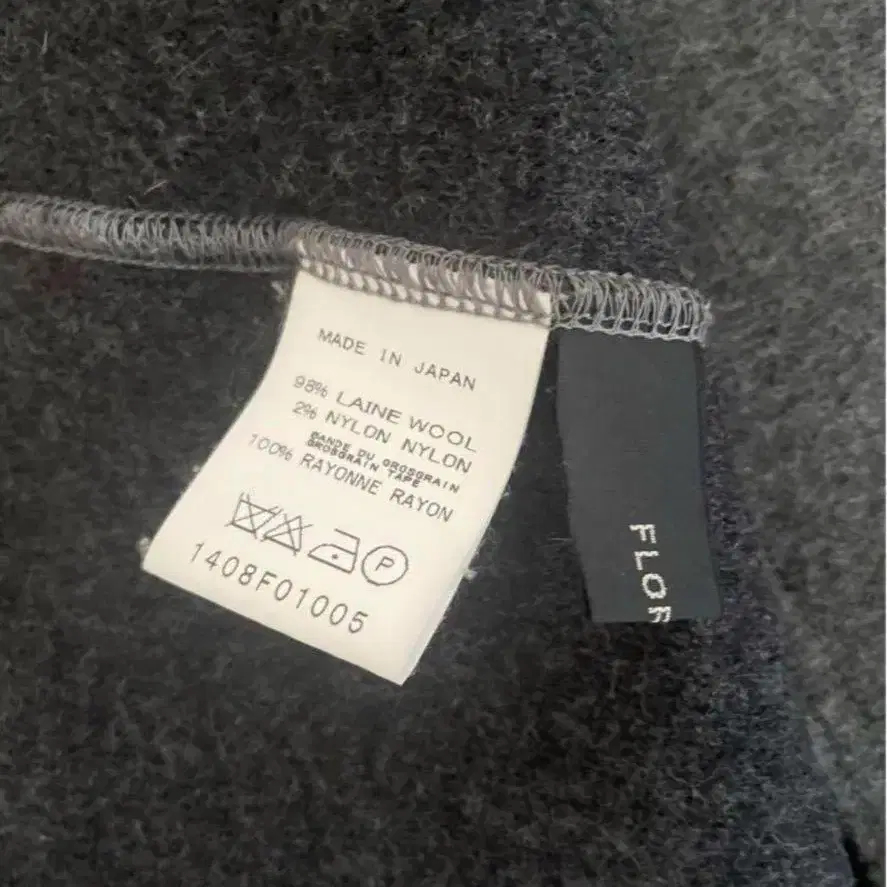 MADE IN JAPAN
98% LAINE WOOL
2% NYLON NYLON
BANDE DU GROSGRAIN
GROSGRAIN TAPE
100% RAYONNE RAYON
P
1408F01005
FLOR